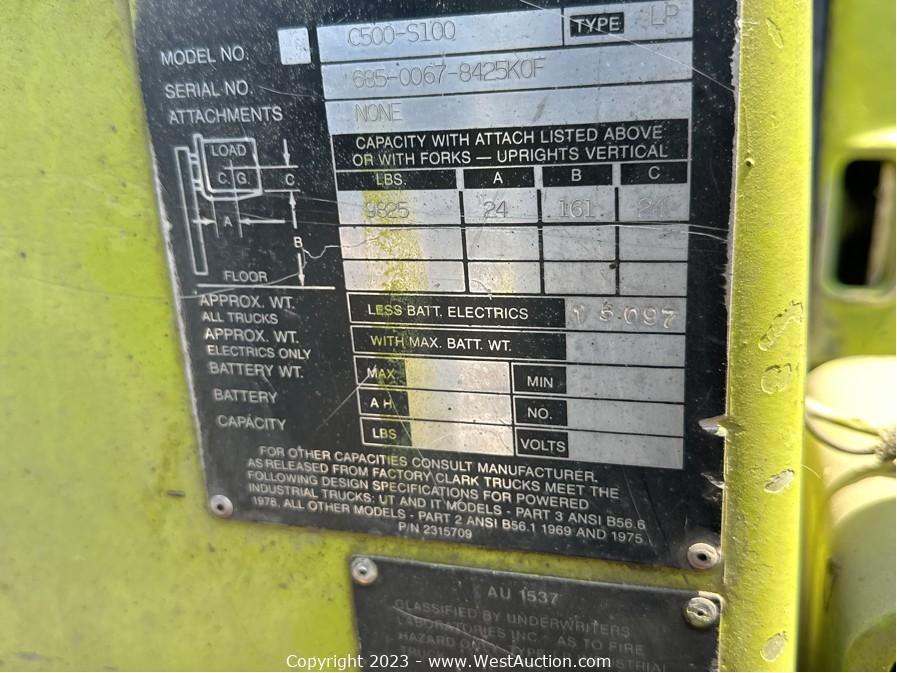 MODEL NO. C500-S100 TYPE LP
SERIAL NO. 685-0067-8425KOF
ATTACHMENTS NONE
CAPACITY WITH ATTACH LISTED ABOVE
OR WITH FORKS — UPRIGHTS VERTICAL
LBS. A B C
24 161 24
LOAD
C G
C
A
B
FLOOR
APPROX. WT.
ALL TRUCKS
LESS BATT. ELECTRICS
APPROX. WT.
ELECTRICS ONLY
WITH MAX. BATT. WT.
BATTERY WT.
MAX MIN
BATTERY
A H NO.
CAPACITY
LBS VOLTS
FOR OTHER CAPACITIES CONSULT MANUFACTURER.
AS RELEASED FROM FACTORY CLARK TRUCKS MEET THE
FOLLOWING DESIGN SPECIFICATIONS FOR POWERED
INDUSTRIAL TRUCKS: UT AND IT MODELS - PART 3 ANSI B56.6
1978, ALL OTHER MODELS - PART 2 ANSI B56.1 1969 AND 1975.
P/N 2315709
AU 1537
CLASSIFIED BY UNDERWRITERS
LABORATORIES INC AS TO FIRE
HAZARD ONLY TYPE INDUSTRIAL
Copyright 2023 - www.WestAuction.com